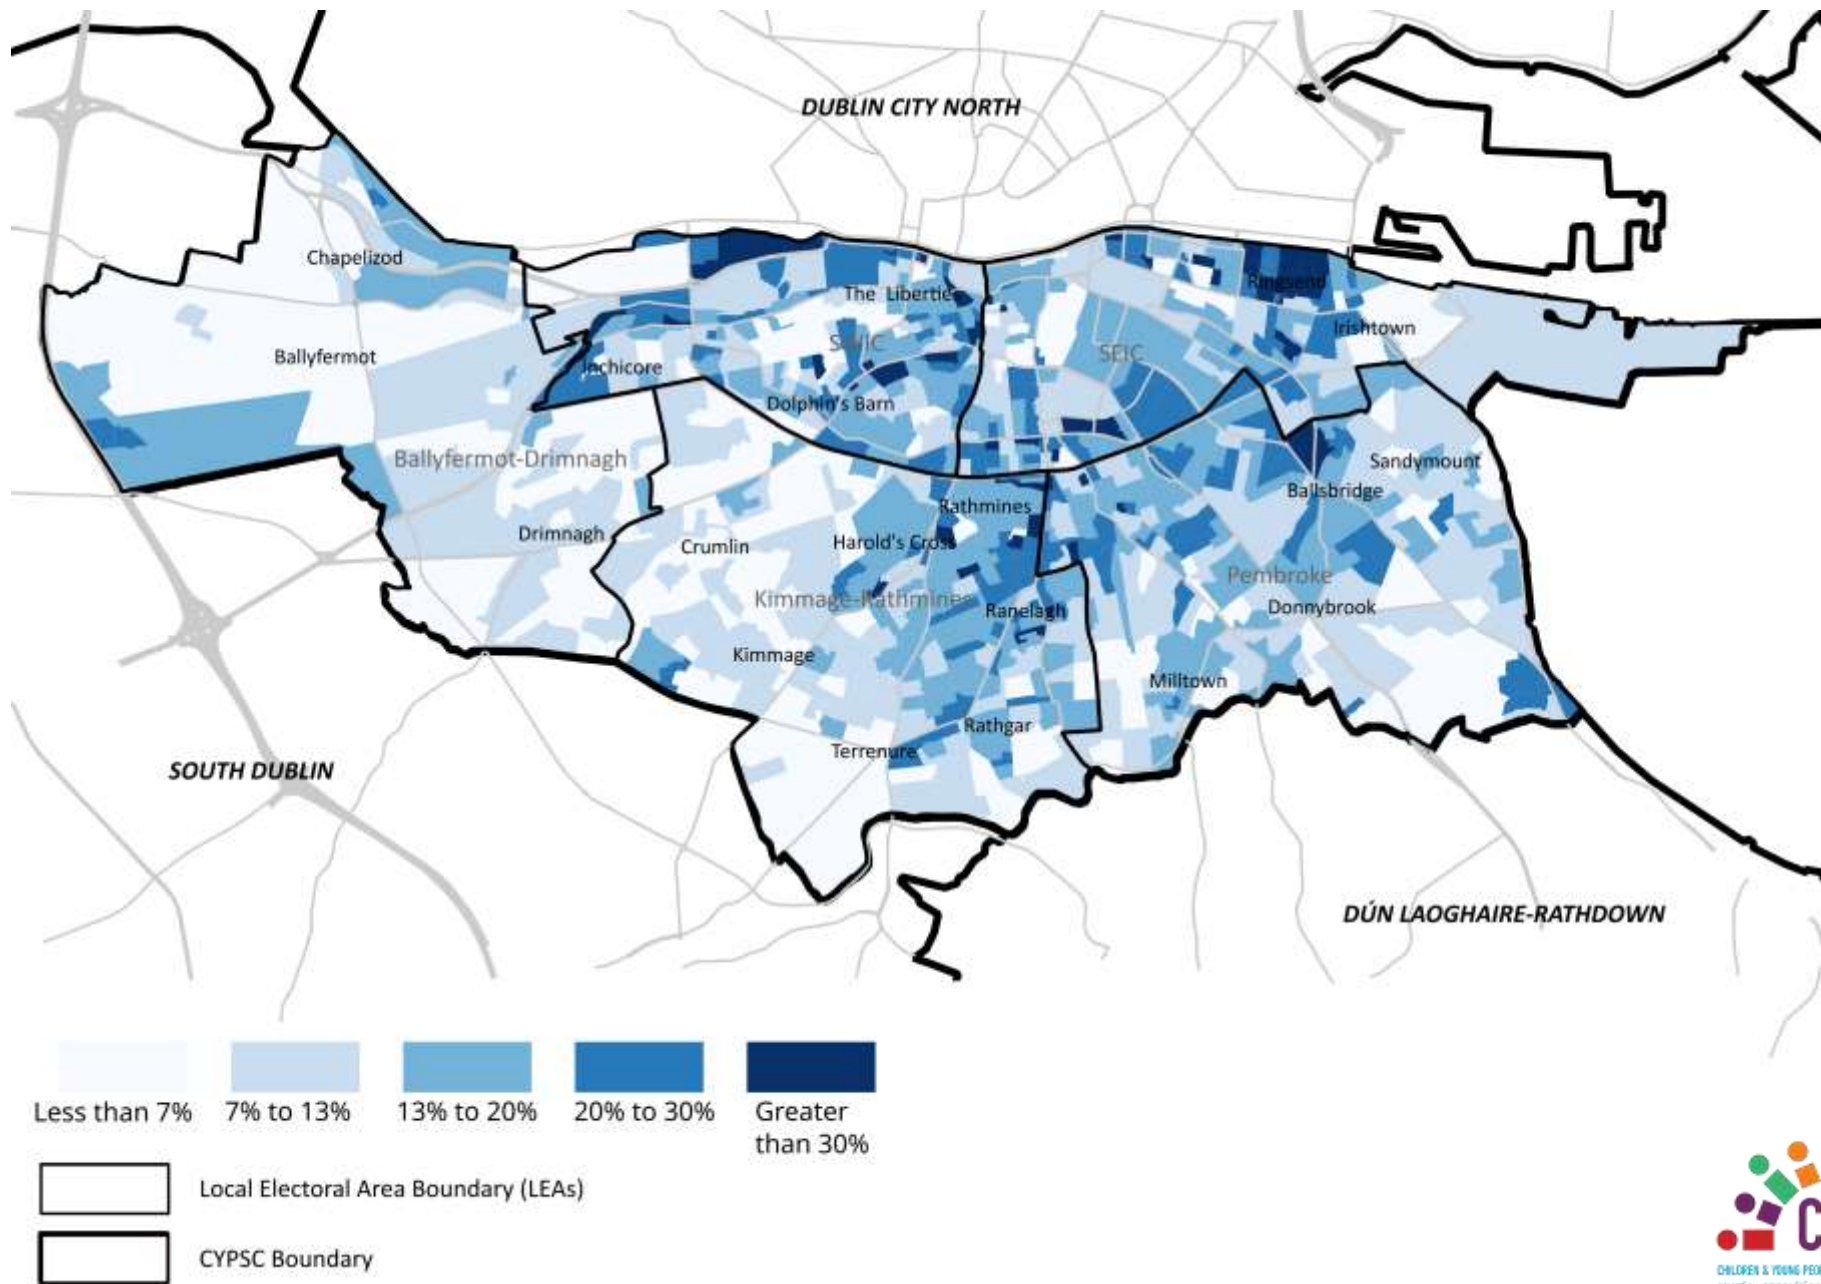 DUBLIN CITY NORTH
Chapelizod
The Liberties
Ringsend
Irishtown
Ballyfermot
SWIC
SEIC
Inchicore
Dolphin's Barn
Ballyfermot-Drimnagh
Sandymount
Ballsbridge
Rathmines
Drimnagh
Crumlin
Harold's Cross
Pembroke
Kimmage-Rathmines
Ranelagh
Donnybrook
Kimmage
Milltown
Rathgar
Terrenure
SOUTH DUBLIN
DÚN LAOGHAIRE-RATHDOWN
Less than 7%
7% to 13%
13% to 20%
20% to 30%
Greater
than 30%
Local Electoral Area Boundary (LEAs)
CYPSC Boundary
C
CHILDREN & YOUNG